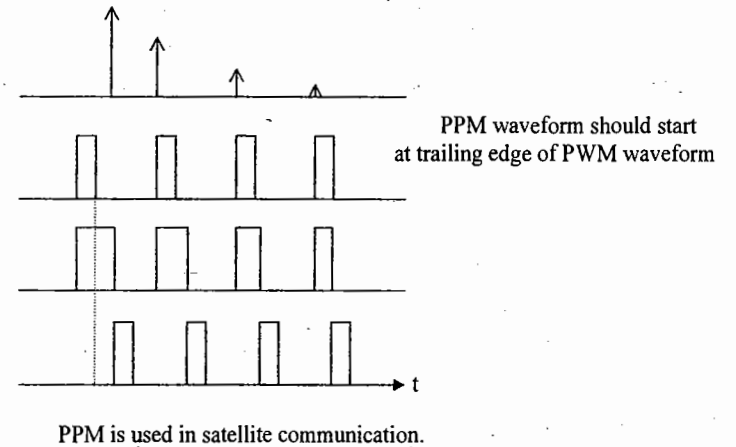 PPM waveform should start
at trailing edge of PWM waveform
t
PPM is used in satellite communication.